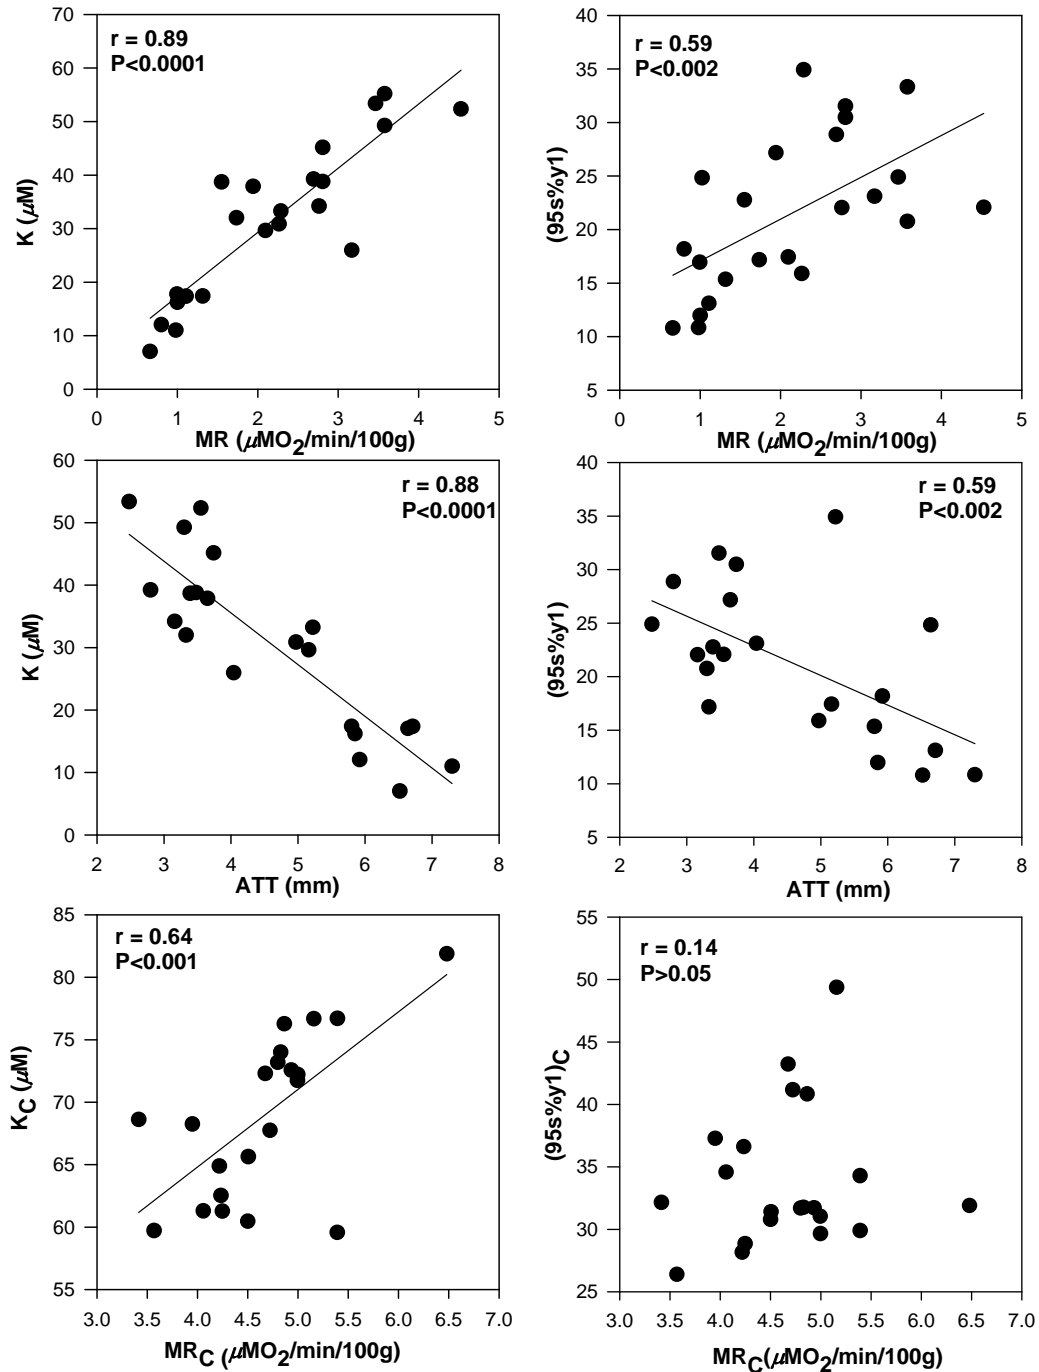 70
60
50
40
30
20
10
0
K (μM)
r = 0.89
P<0.0001
0 1 2 3 4 5
MR (μMO2/min/100g)
40
35
30
25
20
15
10
5
(95s%y1)
r = 0.59
P<0.002
0 1 2 3 4 5
MR (μMO2/min/100g)
60
50
40
30
20
10
0
K (μM)
r = 0.88
P<0.0001
2 3 4 5 6 7 8
ATT (mm)
40
35
30
25
20
15
10
5
(95s%y1)
r = 0.59
P<0.002
2 3 4 5 6 7 8
ATT (mm)
85
80
75
70
65
60
55
KC (μM)
r = 0.64
P<0.001
3.0 3.5 4.0 4.5 5.0 5.5 6.0 6.5 7.0
MRC (μMO2/min/100g)
55
50
45
40
35
30
25
(95s%y1)C
r = 0.14
P>0.05
3.0 3.5 4.0 4.5 5.0 5.5 6.0 6.5 7.0
MRC(μMO2/min/100g)